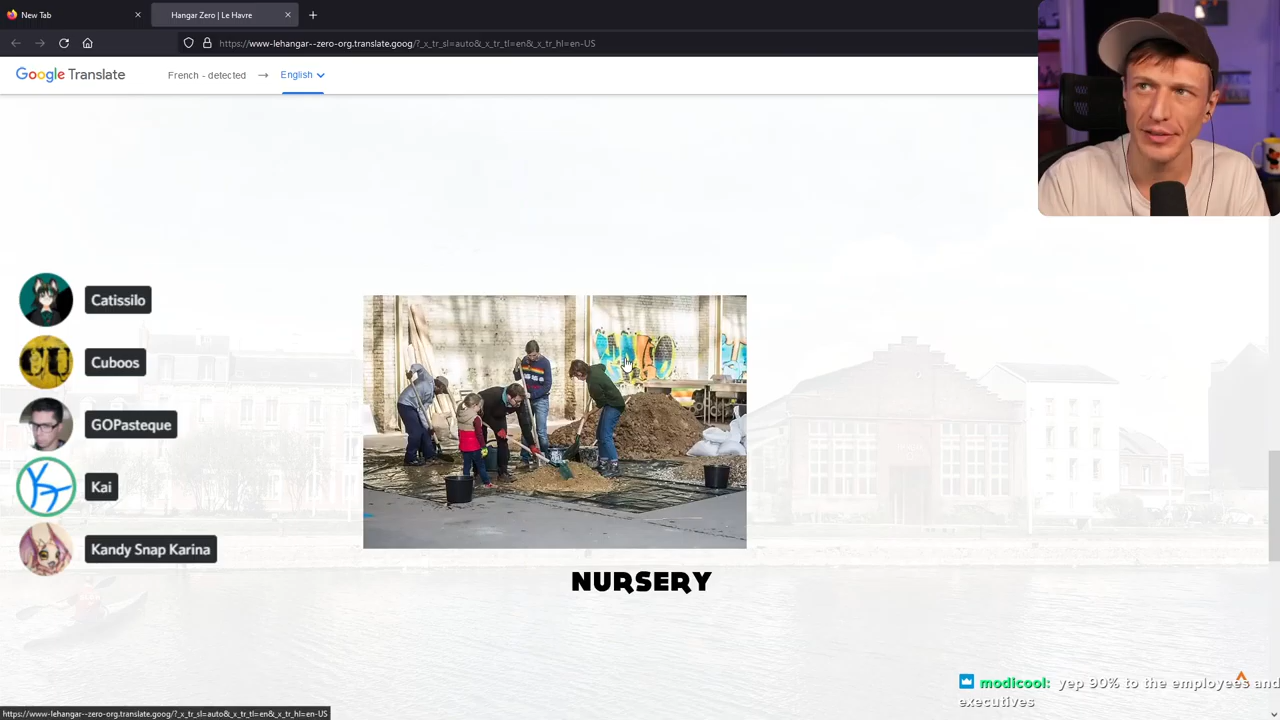 New Tab
Hangar Zero | Le Havre
https://www-lehangar--zero-org.translate.goog/?_x_tr_sl=auto&_x_tr_tl=en&_x_tr_hl=en-US
Google Translate
French - detected
English
Catissilo
Cuboos
GOPasteque
Kai
Kandy Snap Karina
NURSERY
modicool: yep 90% to the employees and
executives
https://www-lehangar--zero-org.translate.goog/?_x_tr_sl=auto&_x_tr_tl=en&_x_tr_hl=en-US